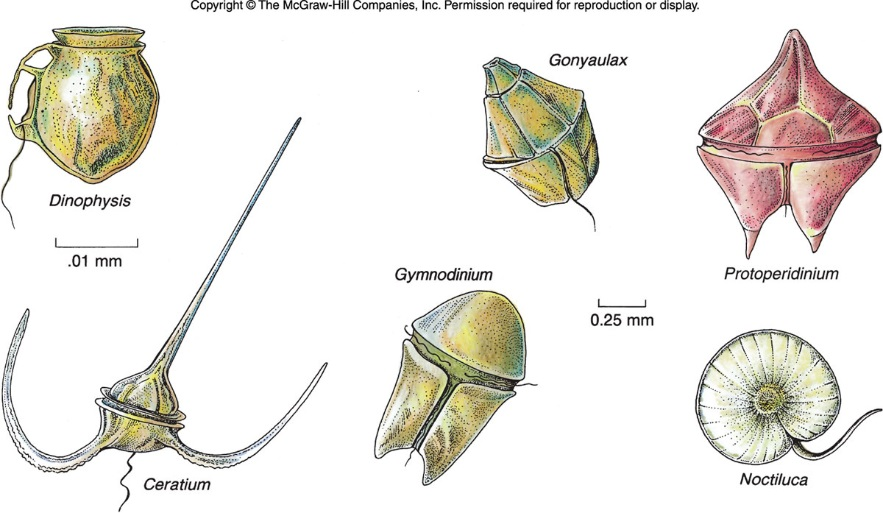 Copyright © The McGraw-Hill Companies, Inc. Permission required for reproduction or display.
Gonyaulax
Dinophysis
.01 mm
Gymnodinium
Protoperidinium
0.25 mm
Ceratium
Noctiluca